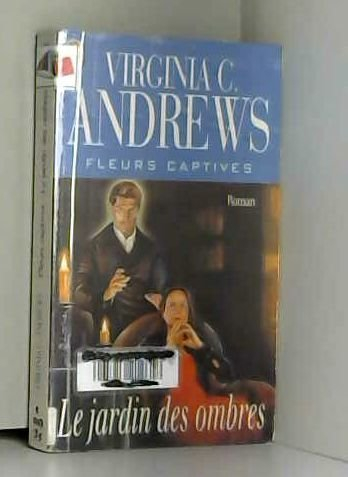 VIRGINIA C.
ANDREWS
FLEURS CAPTIVES
Roman
Le jardin des ombres